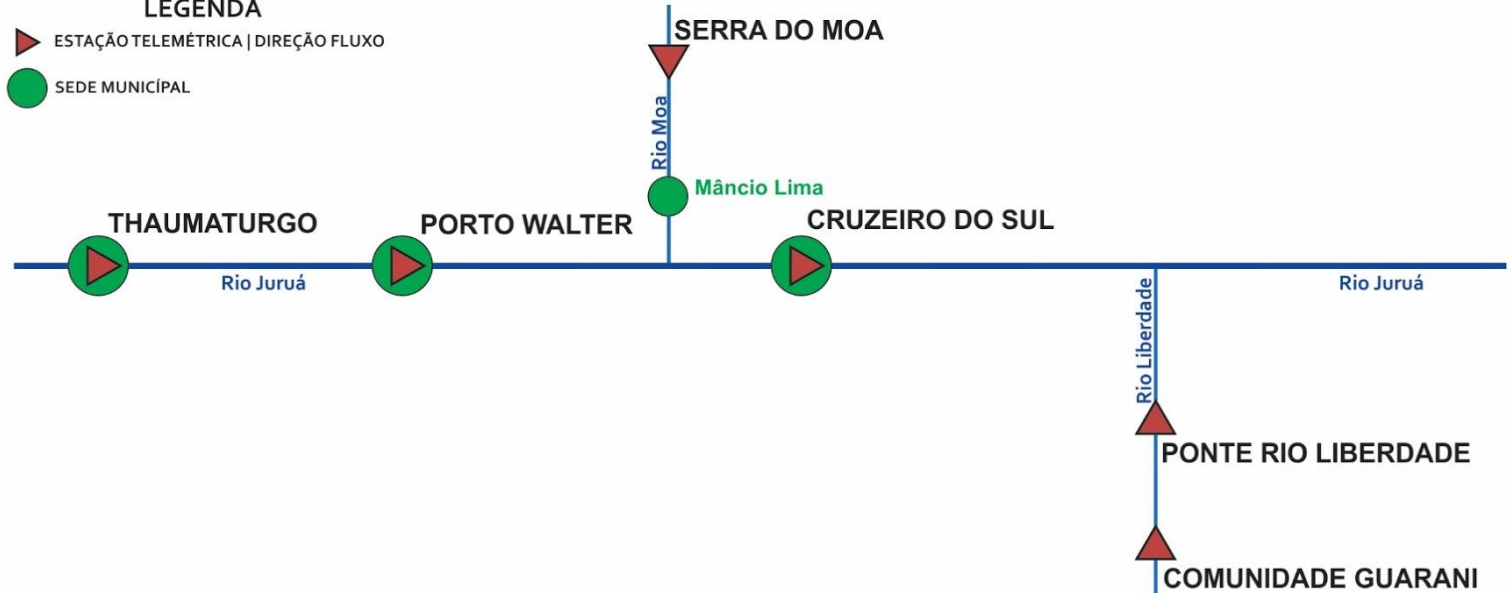 LEGENDA
ESTAÇÃO TELEMÉTRICA | DIREÇÃO FLUXO
SEDE MUNICÍPAL
SERRA DO MOA
Rio Moa
Mâncio Lima
THAUMATURGO
PORTO WALTER
CRUZEIRO DO SUL
Rio Juruá
Rio Juruá
Rio Liberdade
PONTE RIO LIBERDADE
COMUNIDADE GUARANI